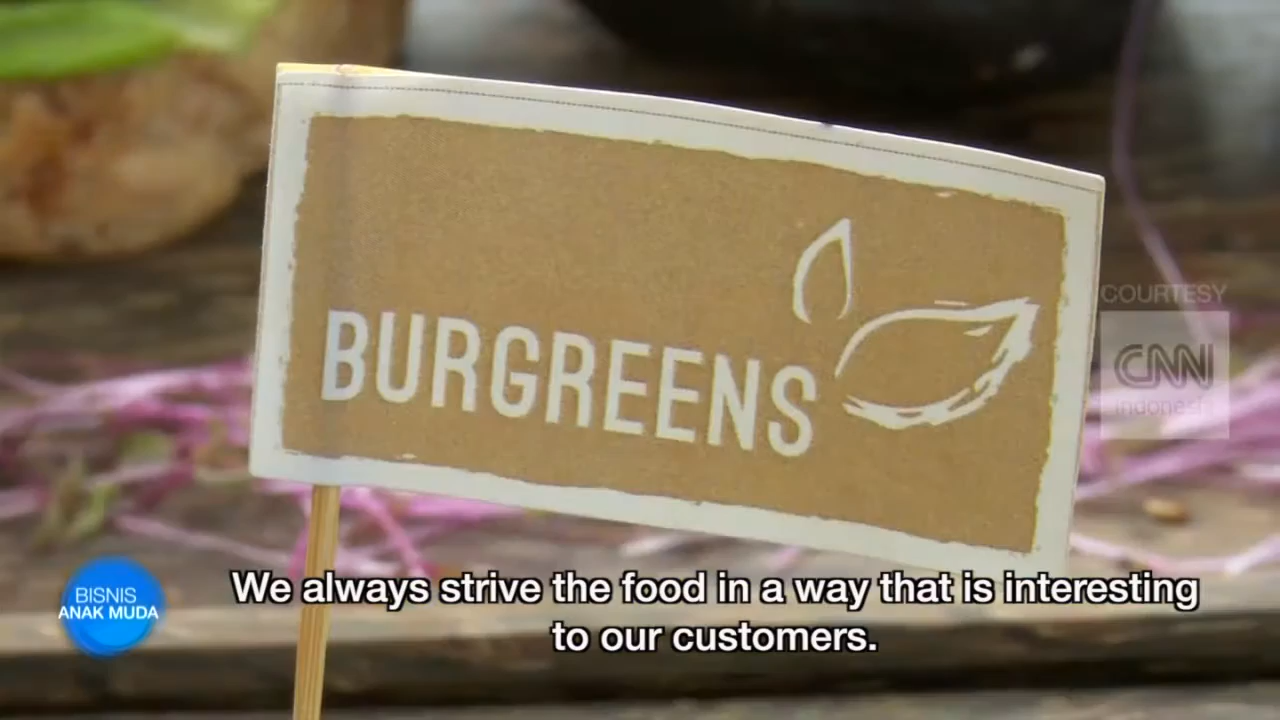 BURGREENS
COURTESY
CNN
Indonesia
BISNIS
ANAK MUDA
We always strive the food in a way that is interesting
to our customers.